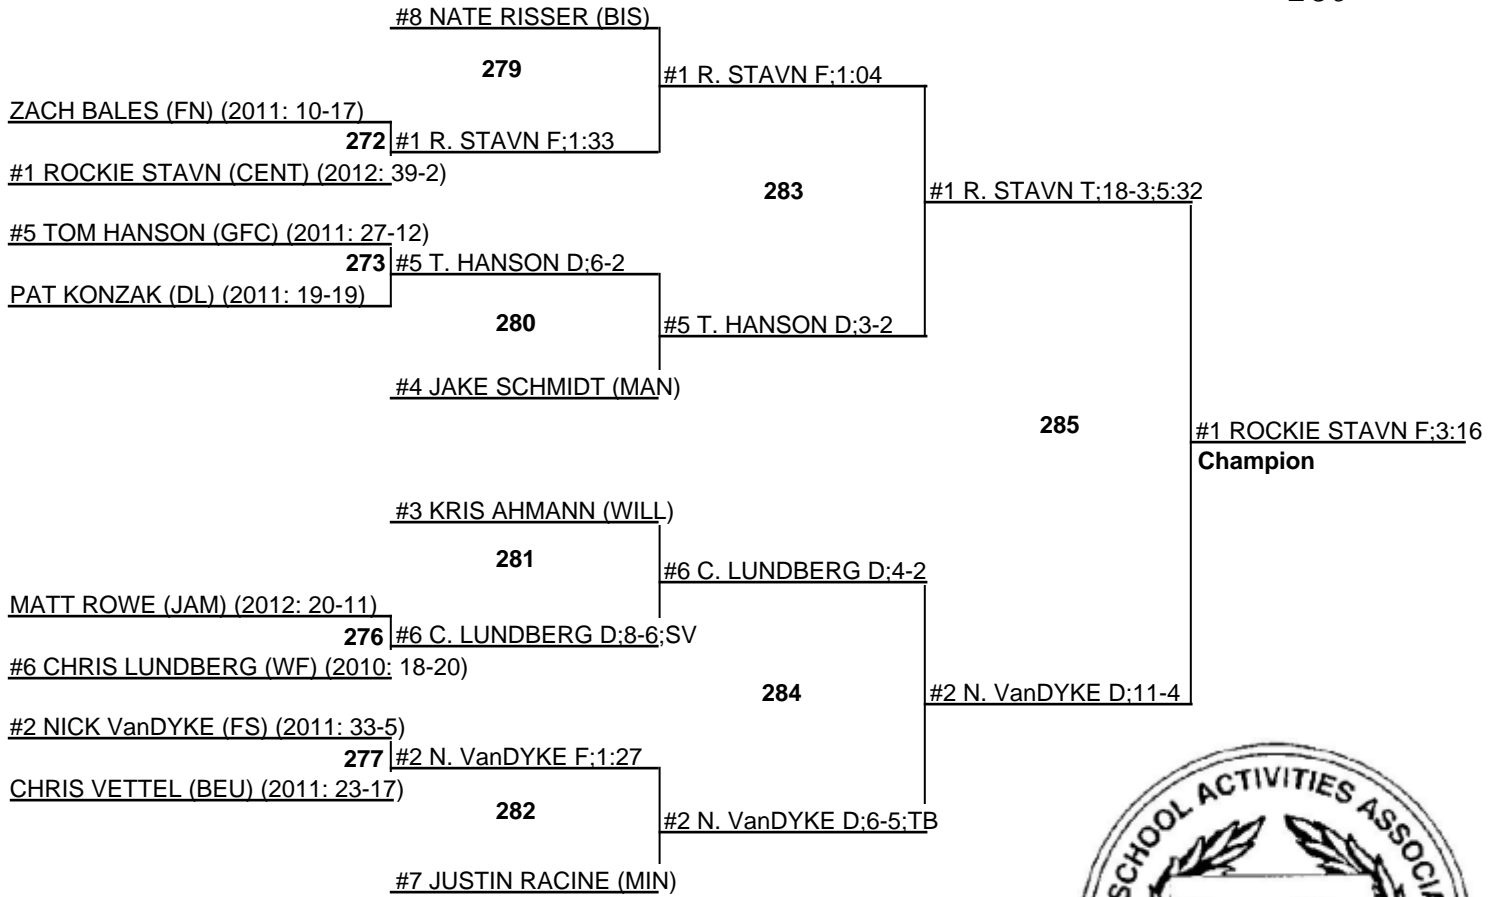 #8 NATE RISSER (BIS)
279
#1 R. STAVN F;1:04
ZACH BALES (FN) (2011: 10-17)
272 #1 R. STAVN F;1:33
#1 ROCKIE STAVN (CENT) (2012: 39-2)
283
#1 R. STAVN T;18-3;5:32
#5 TOM HANSON (GFC) (2011: 27-12)
273 #5 T. HANSON D;6-2
PAT KONZAK (DL) (2011: 19-19)
280
#5 T. HANSON D;3-2
#4 JAKE SCHMIDT (MAN)
285
#1 ROCKIE STAVN F;3:16
Champion
#3 KRIS AHMANN (WILL)
281
#6 C. LUNDBERG D;4-2
MATT ROWE (JAM) (2012: 20-11)
276 #6 C. LUNDBERG D;8-6;SV
#6 CHRIS LUNDBERG (WF) (2010: 18-20)
284
#2 N. VanDYKE D;11-4
#2 NICK VanDYKE (FS) (2011: 33-5)
277 #2 N. VanDYKE F;1:27
CHRIS VETTEL (BEU) (2011: 23-17)
282
#2 N. VanDYKE D;6-5;TB
#7 JUSTIN RACINE (MIN)
SCHOOL ACTIVITIES